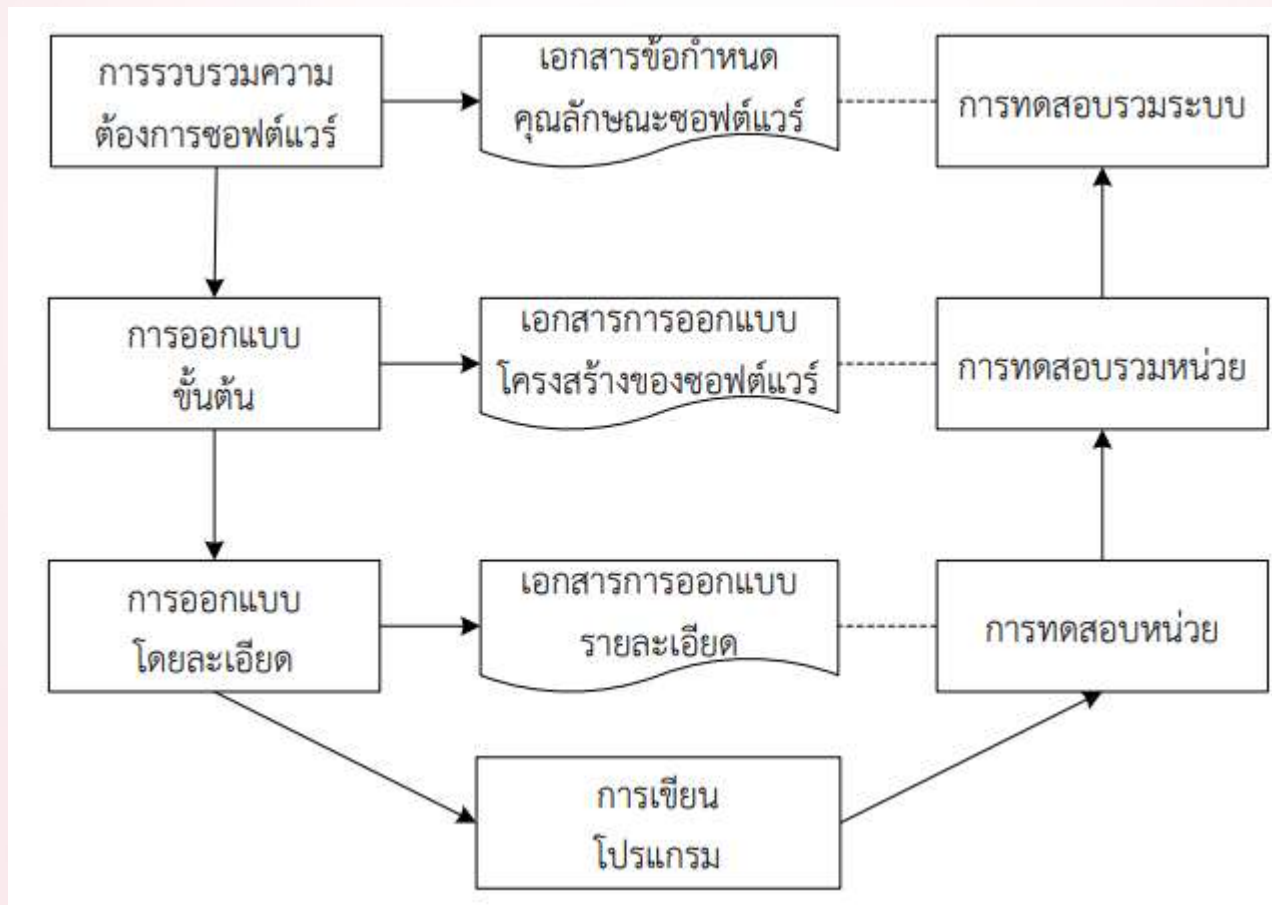 การรวบรวมความ
ต้องการซอฟต์แวร์
เอกสารข้อกำหนด
คุณลักษณะซอฟต์แวร์
การทดสอบรวมระบบ
การออกแบบ
ขั้นต้น
เอกสารการออกแบบ
โครงสร้างของซอฟต์แวร์
การทดสอบรวมหน่วย
การออกแบบ
โดยละเอียด
เอกสารการออกแบบ
รายละเอียด
การทดสอบหน่วย
การเขียน
โปรแกรม